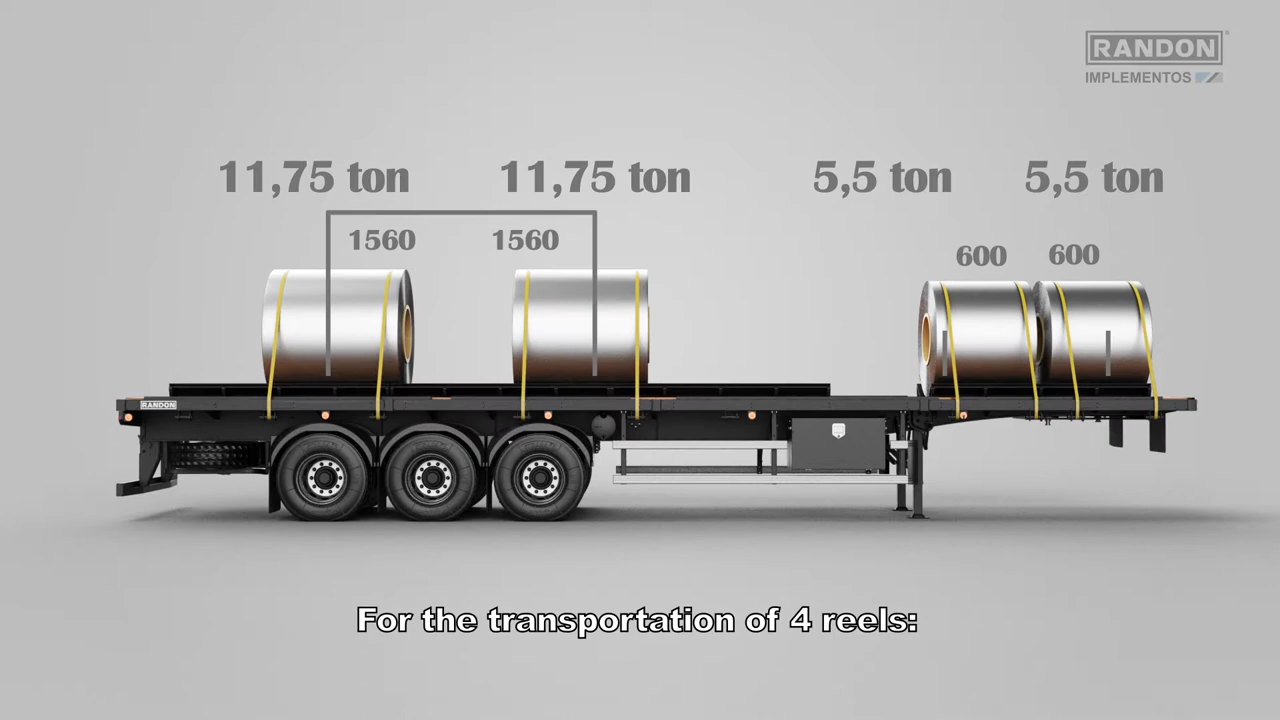 RANDON
IMPLEMENTOS
11,75 ton 11,75 ton 5,5 ton 5,5 ton
1560 1560 600 600
RANDON
For the transportation of 4 reels: